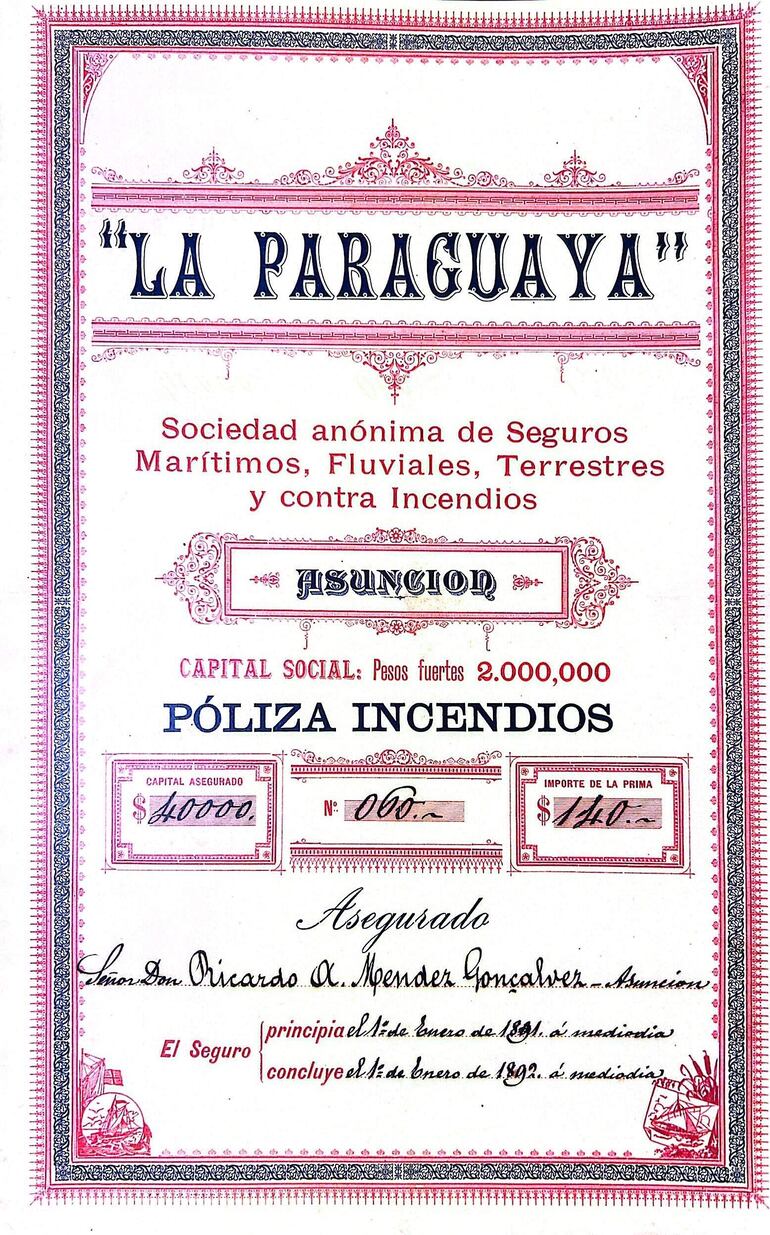 "LA PARAGUAYA"
Sociedad anónima de Seguros
Marítimos, Fluviales, Terrestres
y contra Incendios
ASUNCION
CAPITAL SOCIAL: Pesos fuertes 2.000,000
PÓLIZA INCENDIOS
CAPITAL ASEGURADO
$ 40000.
Nº. 060.~
IMPORTE DE LA PRIMA
$ 140.~
Asegurado
Señor Don Ricardo A. Mendez Gonçalvez - Asuncion
El Seguro
principia el 1º de Enero de 1891. á mediodia
concluye el 1º de Enero de 1892. á mediodia